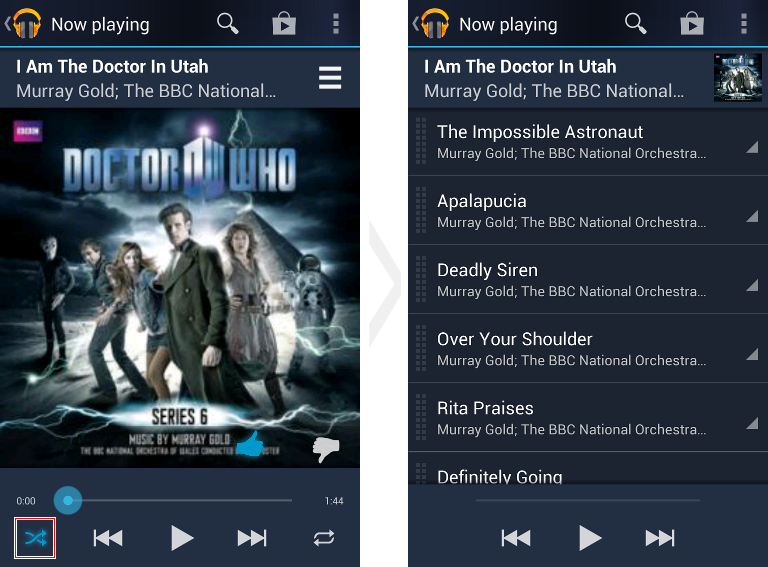 Now playing
I Am The Doctor In Utah
Murray Gold; The BBC National...
BBC
DOCTOR WHO
SERIES 6
MUSIC BY MURRAY GOLD
THE BBC NATIONAL ORCHESTRA OF WALES CONDUCTED
0:00
1:44
Now playing
I Am The Doctor In Utah
Murray Gold; The BBC National...
The Impossible Astronaut
Murray Gold; The BBC National Orchestra...
Apalapucia
Murray Gold; The BBC National Orchestra...
Deadly Siren
Murray Gold; The BBC National Orchestra...
Over Your Shoulder
Murray Gold; The BBC National Orchestra...
Rita Praises
Murray Gold; The BBC National Orchestra...
Definitely Going